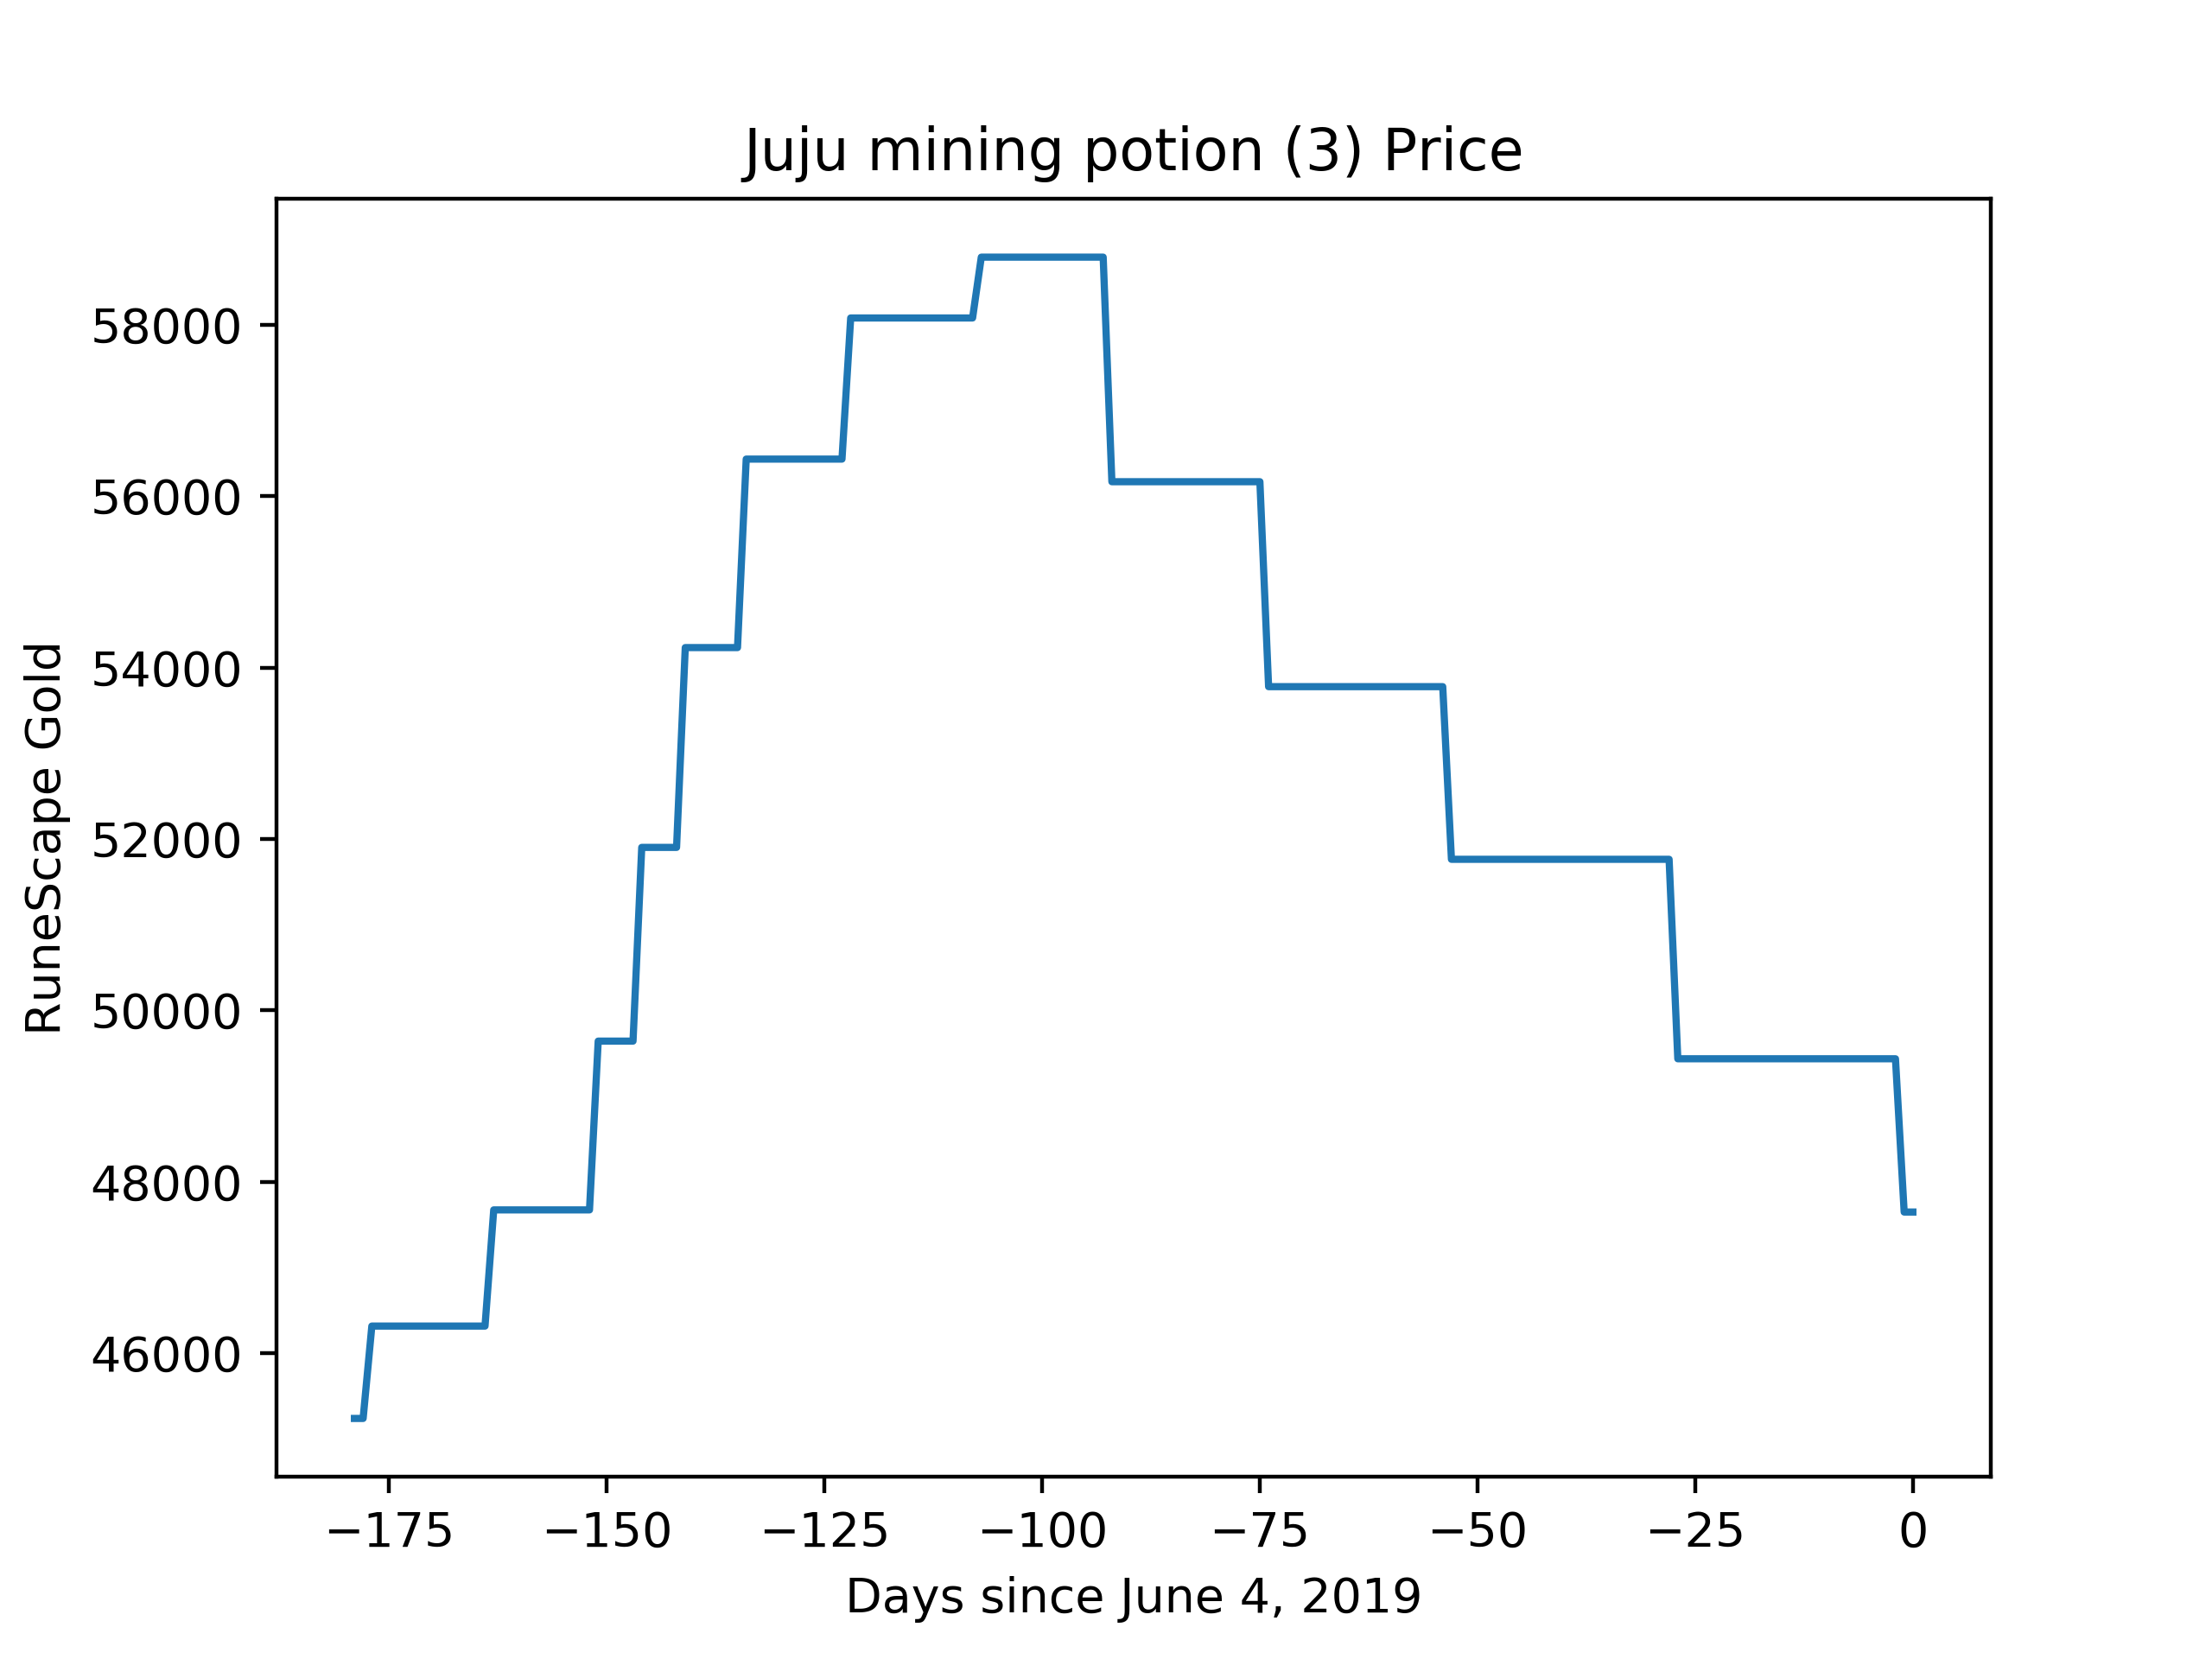 Juju mining potion (3) Price
RuneScape Gold
58000
56000
54000
52000
50000
48000
46000
−175 −150 −125 −100 −75 −50 −25 0
Days since June 4, 2019